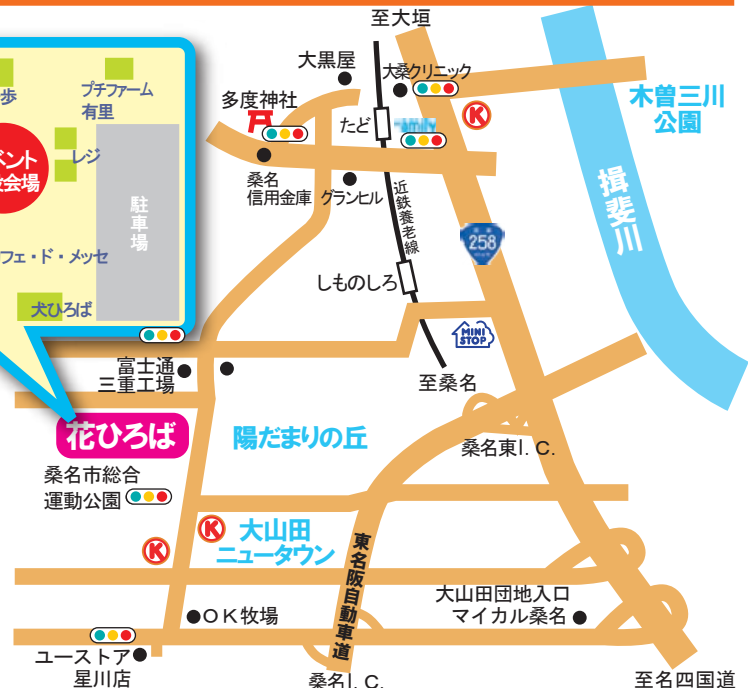 至大垣
大黒屋
大桑クリニック
多度神社
たど
Family
K
木曽三川
公園
揖斐川
桑名
信用金庫
グランヒル
近鉄養老線
258
しものしろ
MINI
STOP
至桑名
歩
プチファーム
有里
レジ
ベント
会場
駐車場
フェ・ド・メッセ
犬ひろば
富士通
三重工場
花ひろば
陽だまりの丘
桑名東I. C.
桑名市総合
運動公園
K
K
大山田
ニュータウン
東名阪自動車道
大山田団地入口
マイカル桑名
OK牧場
ユーストア
星川店
桑名I. C.
至名四国道